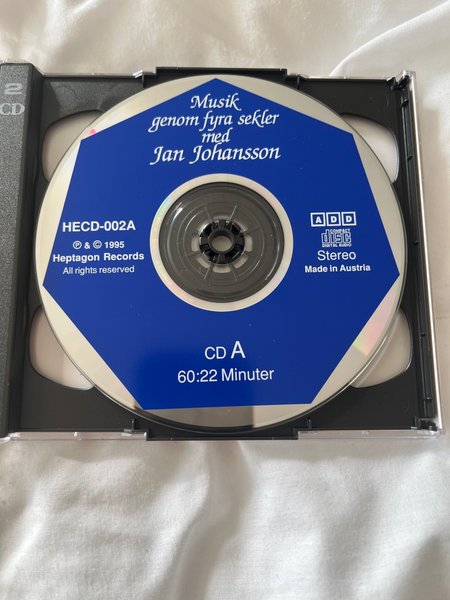 2
CD
Musik
genom fyra sekler
med
Jan Johansson
HECD-002A
℗ & © 1995
Heptagon Records
All rights reserved
A D D
COMPACT
disc
DIGITAL AUDIO
Stereo
Made in Austria
CD A
60:22 Minuter